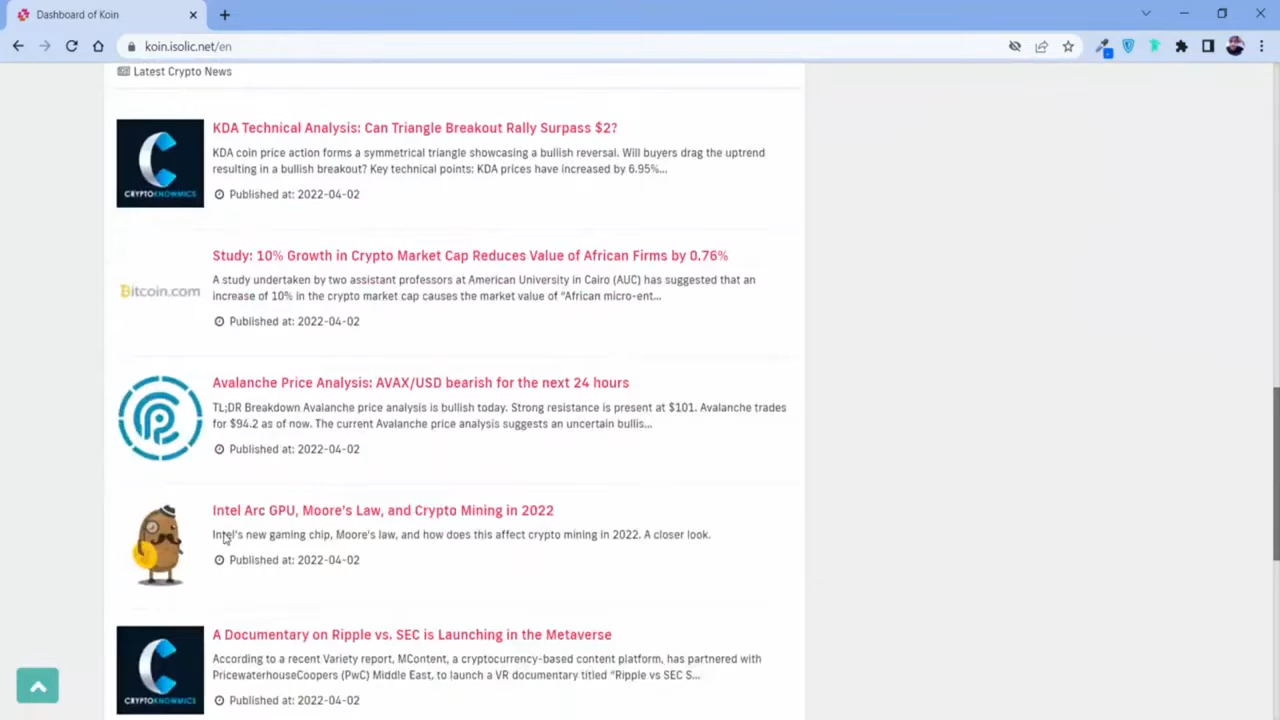 Dashboard of Koin
koin.isolic.net/en
Latest Crypto News
KDA Technical Analysis: Can Triangle Breakout Rally Surpass $2?
KDA coin price action forms a symmetrical triangle showcasing a bullish reversal. Will buyers drag the uptrend
resulting in a bullish breakout? Key technical points: KDA prices have increased by 6.95%...
Published at: 2022-04-02
CRYPTOKNOWMICS
Study: 10% Growth in Crypto Market Cap Reduces Value of African Firms by 0.76%
A study undertaken by two assistant professors at American University in Cairo (AUC) has suggested that an
increase of 10% in the crypto market cap causes the market value of “African micro-ent...
Bitcoin.com
Published at: 2022-04-02
Avalanche Price Analysis: AVAX/USD bearish for the next 24 hours
TL;DR Breakdown Avalanche price analysis is bullish today. Strong resistance is present at $101. Avalanche trades
for $94.2 as of now. The current Avalanche price analysis suggests an uncertain bullis...
Published at: 2022-04-02
Intel Arc GPU, Moore's Law, and Crypto Mining in 2022
Intel's new gaming chip, Moore's law, and how does this affect crypto mining in 2022. A closer look.
Published at: 2022-04-02
A Documentary on Ripple vs. SEC is Launching in the Metaverse
According to a recent Variety report, MContent, a cryptocurrency-based content platform, has partnered with
PricewaterhouseCoopers (PwC) Middle East, to launch a VR documentary titled “Ripple vs SEC S...
Published at: 2022-04-02
CRYPTOKNOWMICS